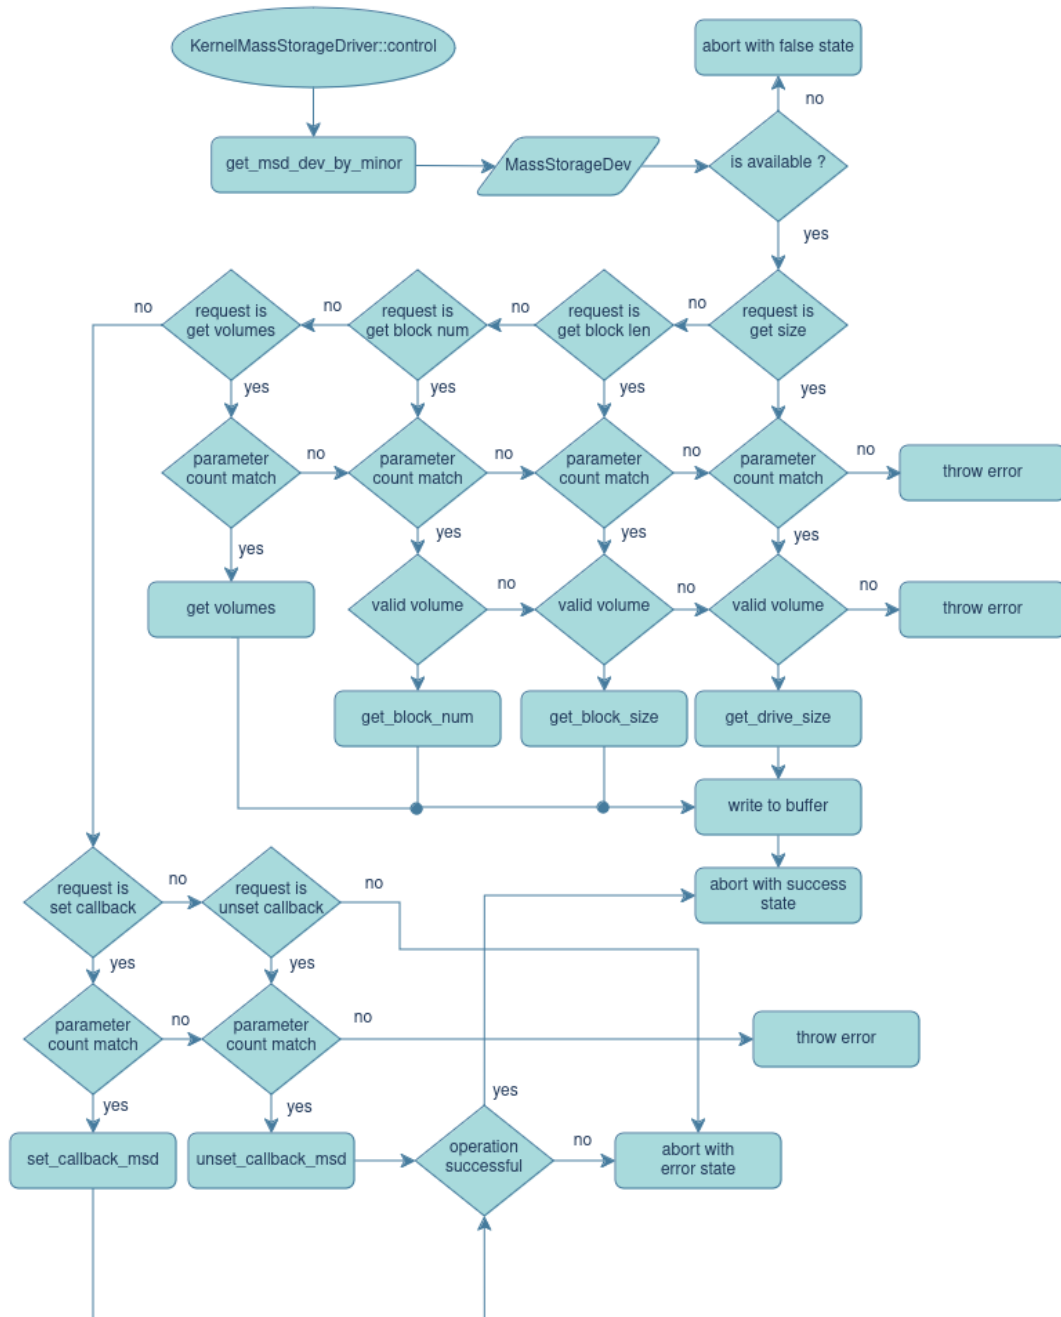 KernelMassStorageDriver::control
abort with false state
no
get_msd_dev_by_minor
MassStorageDev
is available ?
yes
no
request is
get volumes
no
request is
get block num
no
request is
get block len
no
request is
get size
yes
yes
yes
yes
parameter
count match
no
parameter
count match
no
parameter
count match
no
parameter
count match
no
throw error
yes
yes
yes
yes
get volumes
valid volume
no
valid volume
no
valid volume
no
throw error
get_block_num
get_block_size
get_drive_size
write to buffer
request is
set callback
no
request is
unset callback
no
abort with success
state
yes
yes
parameter
count match
no
parameter
count match
no
throw error
yes
yes
yes
set_callback_msd
unset_callback_msd
operation
successful
no
abort with
error state